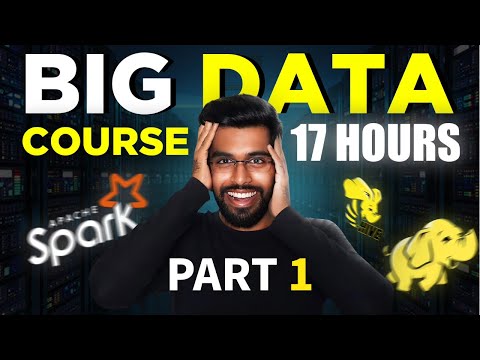 BIG DATA
COURSE 17 HOURS
APACHE
Spark
HIVE
PART 1